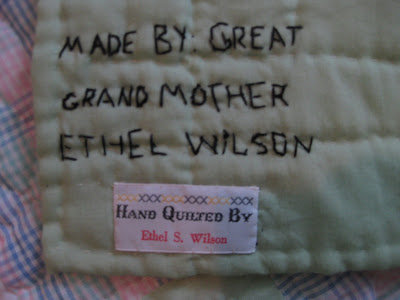 MADE BY: GREAT
GRAND MOTHER
ETHEL WILSON
HAND QUILTED BY
Ethel S. Wilson